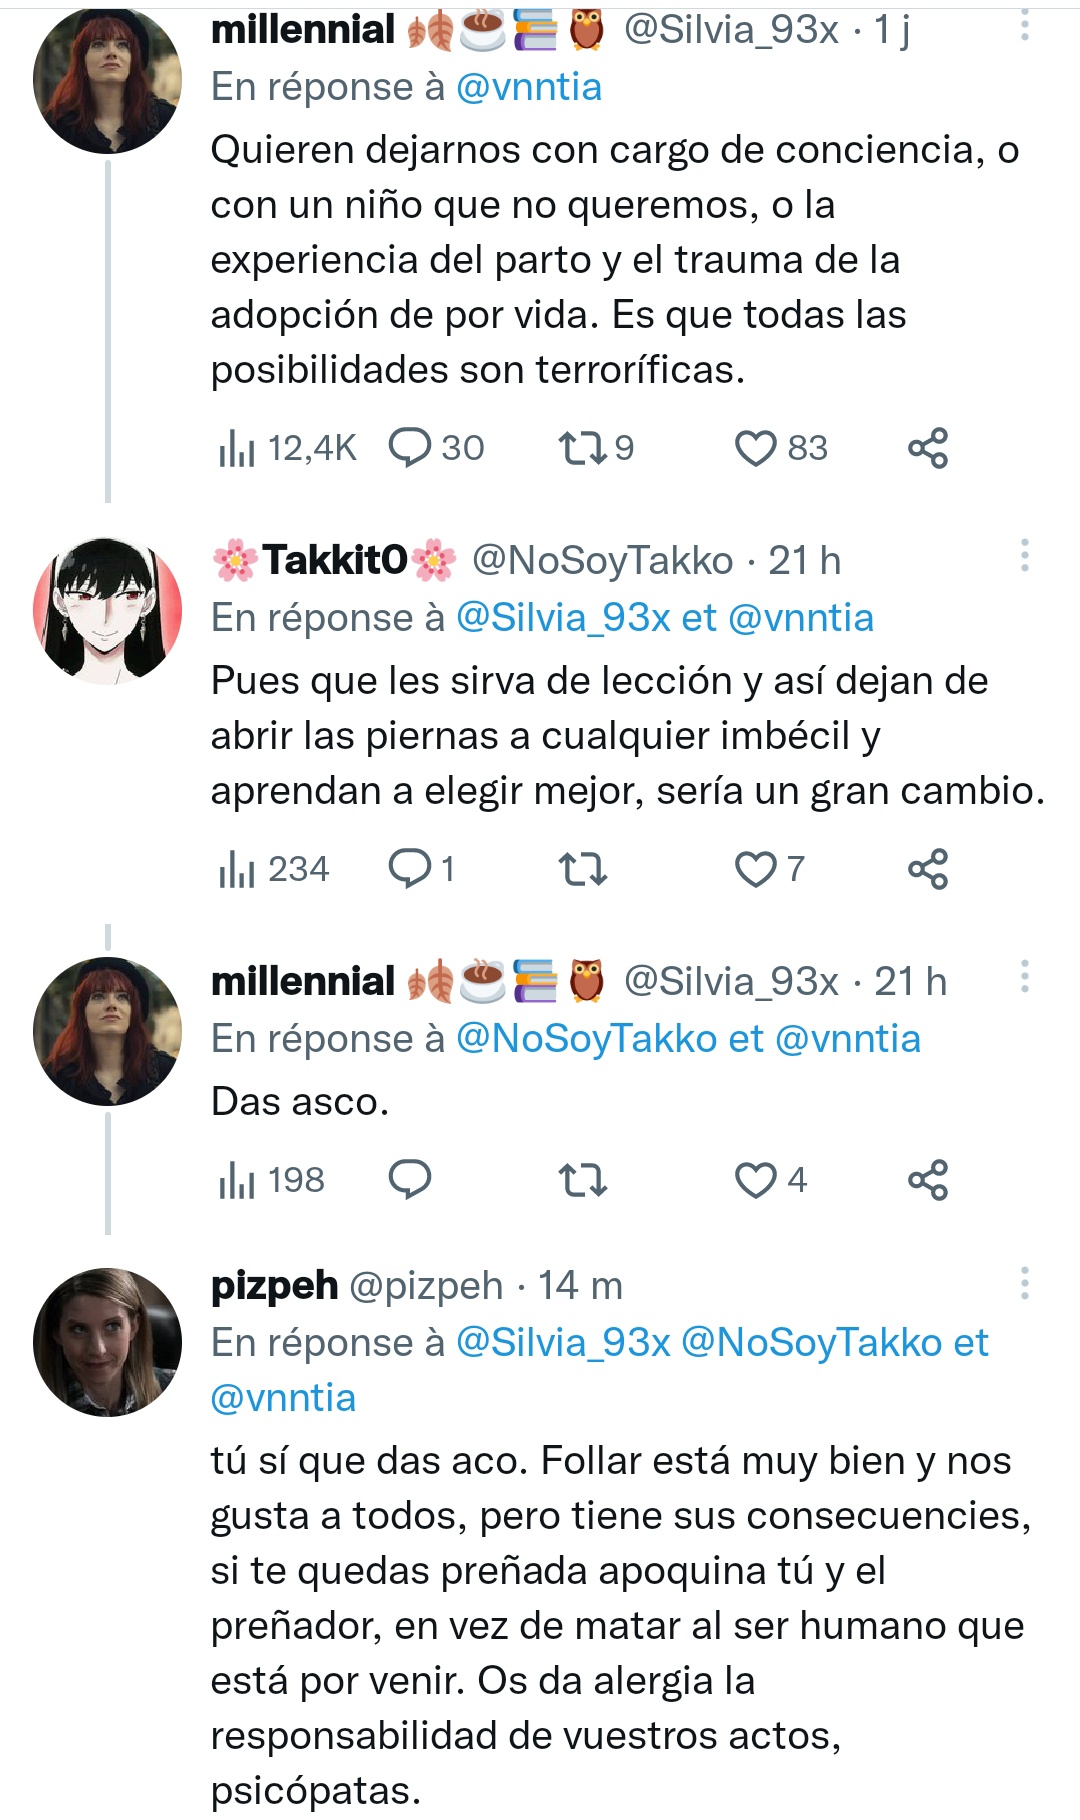 millennial 🍂☕📚🦉 @Silvia_93x · 1 j
En réponse à @vnntia
Quieren dejarnos con cargo de conciencia, o
con un niño que no queremos, o la
experiencia del parto y el trauma de la
adopción de por vida. Es que todas las
posibilidades son terroríficas.
12,4K 30 9 83
🌸Takkit0🌸 @NoSoyTakko · 21 h
En réponse à @Silvia_93x et @vnntia
Pues que les sirva de lección y así dejan de
abrir las piernas a cualquier imbécil y
aprendan a elegir mejor, sería un gran cambio.
234 1 7
millennial 🍂☕📚🦉 @Silvia_93x · 21 h
En réponse à @NoSoyTakko et @vnntia
Das asco.
198 4
pizpeh @pizpeh · 14 m
En réponse à @Silvia_93x @NoSoyTakko et
@vnntia
tú sí que das aco. Follar está muy bien y nos
gusta a todos, pero tiene sus consecuencies,
si te quedas preñada apoquina tú y el
preñador, en vez de matar al ser humano que
está por venir. Os da alergia la
responsabilidad de vuestros actos,
psicópatas.